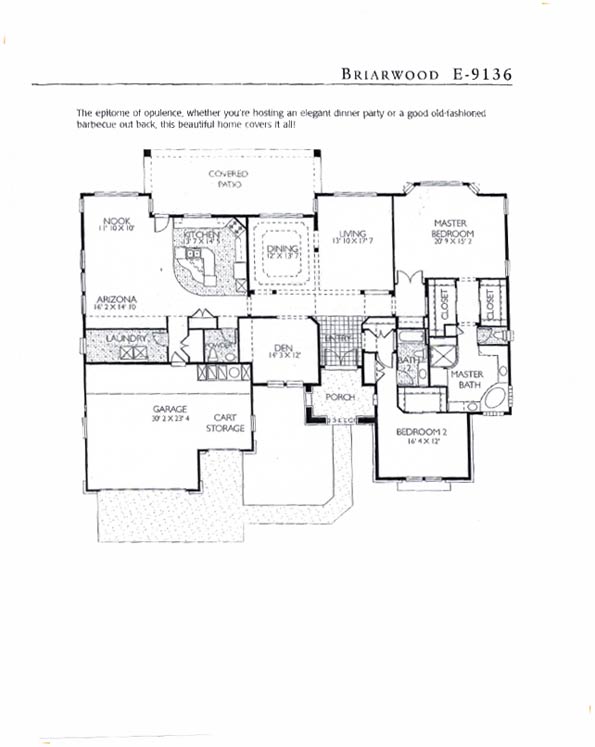 BRIARWOOD E-9136
The epitome of opulence, whether you're hosting an elegant dinner party or a good old-fashioned
barbecue out back, this beautiful home covers it all!
COVERED
PATIO
NOOK
11' 10 X 10'
KITCHEN
13' 7 X 14' 5
DINING
12' X 13' 7
LIVING
13' 10 X 17' 7
MASTER
BEDROOM
20' 9 X 15' 2
ARIZONA
16' 2 X 14' 10
CLOSET
CLOSET
LAUNDRY
DEN
14' 3 X 12'
ENTRY
BATH
2
MASTER
BATH
PORCH
GARAGE
30' 2 X 23' 4
CART
STORAGE
BEDROOM 2
16' 4 X 12'